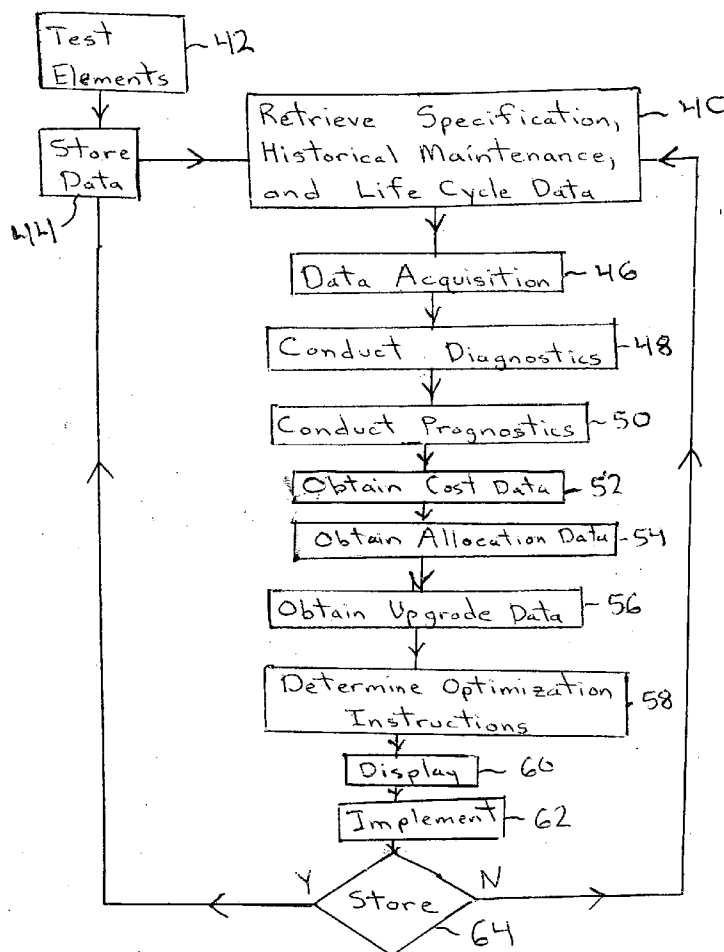 Test
Elements
42
Store
Data
44
Retrieve Specification,
Historical Maintenance,
and Life Cycle Data
40
Data Acquisition
46
Conduct Diagnostics
48
Conduct Prognostics
50
Obtain Cost Data
52
Obtain Allocation Data
54
Obtain Upgrade Data
56
Determine Optimization
Instructions
58
Display
60
Implement
62
Y
N
Store
64